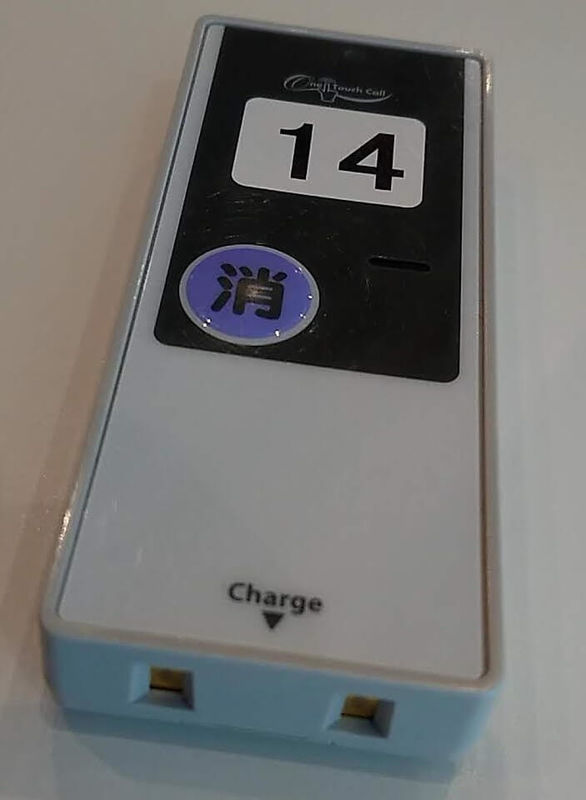 One Touch Call
14
消
Charge